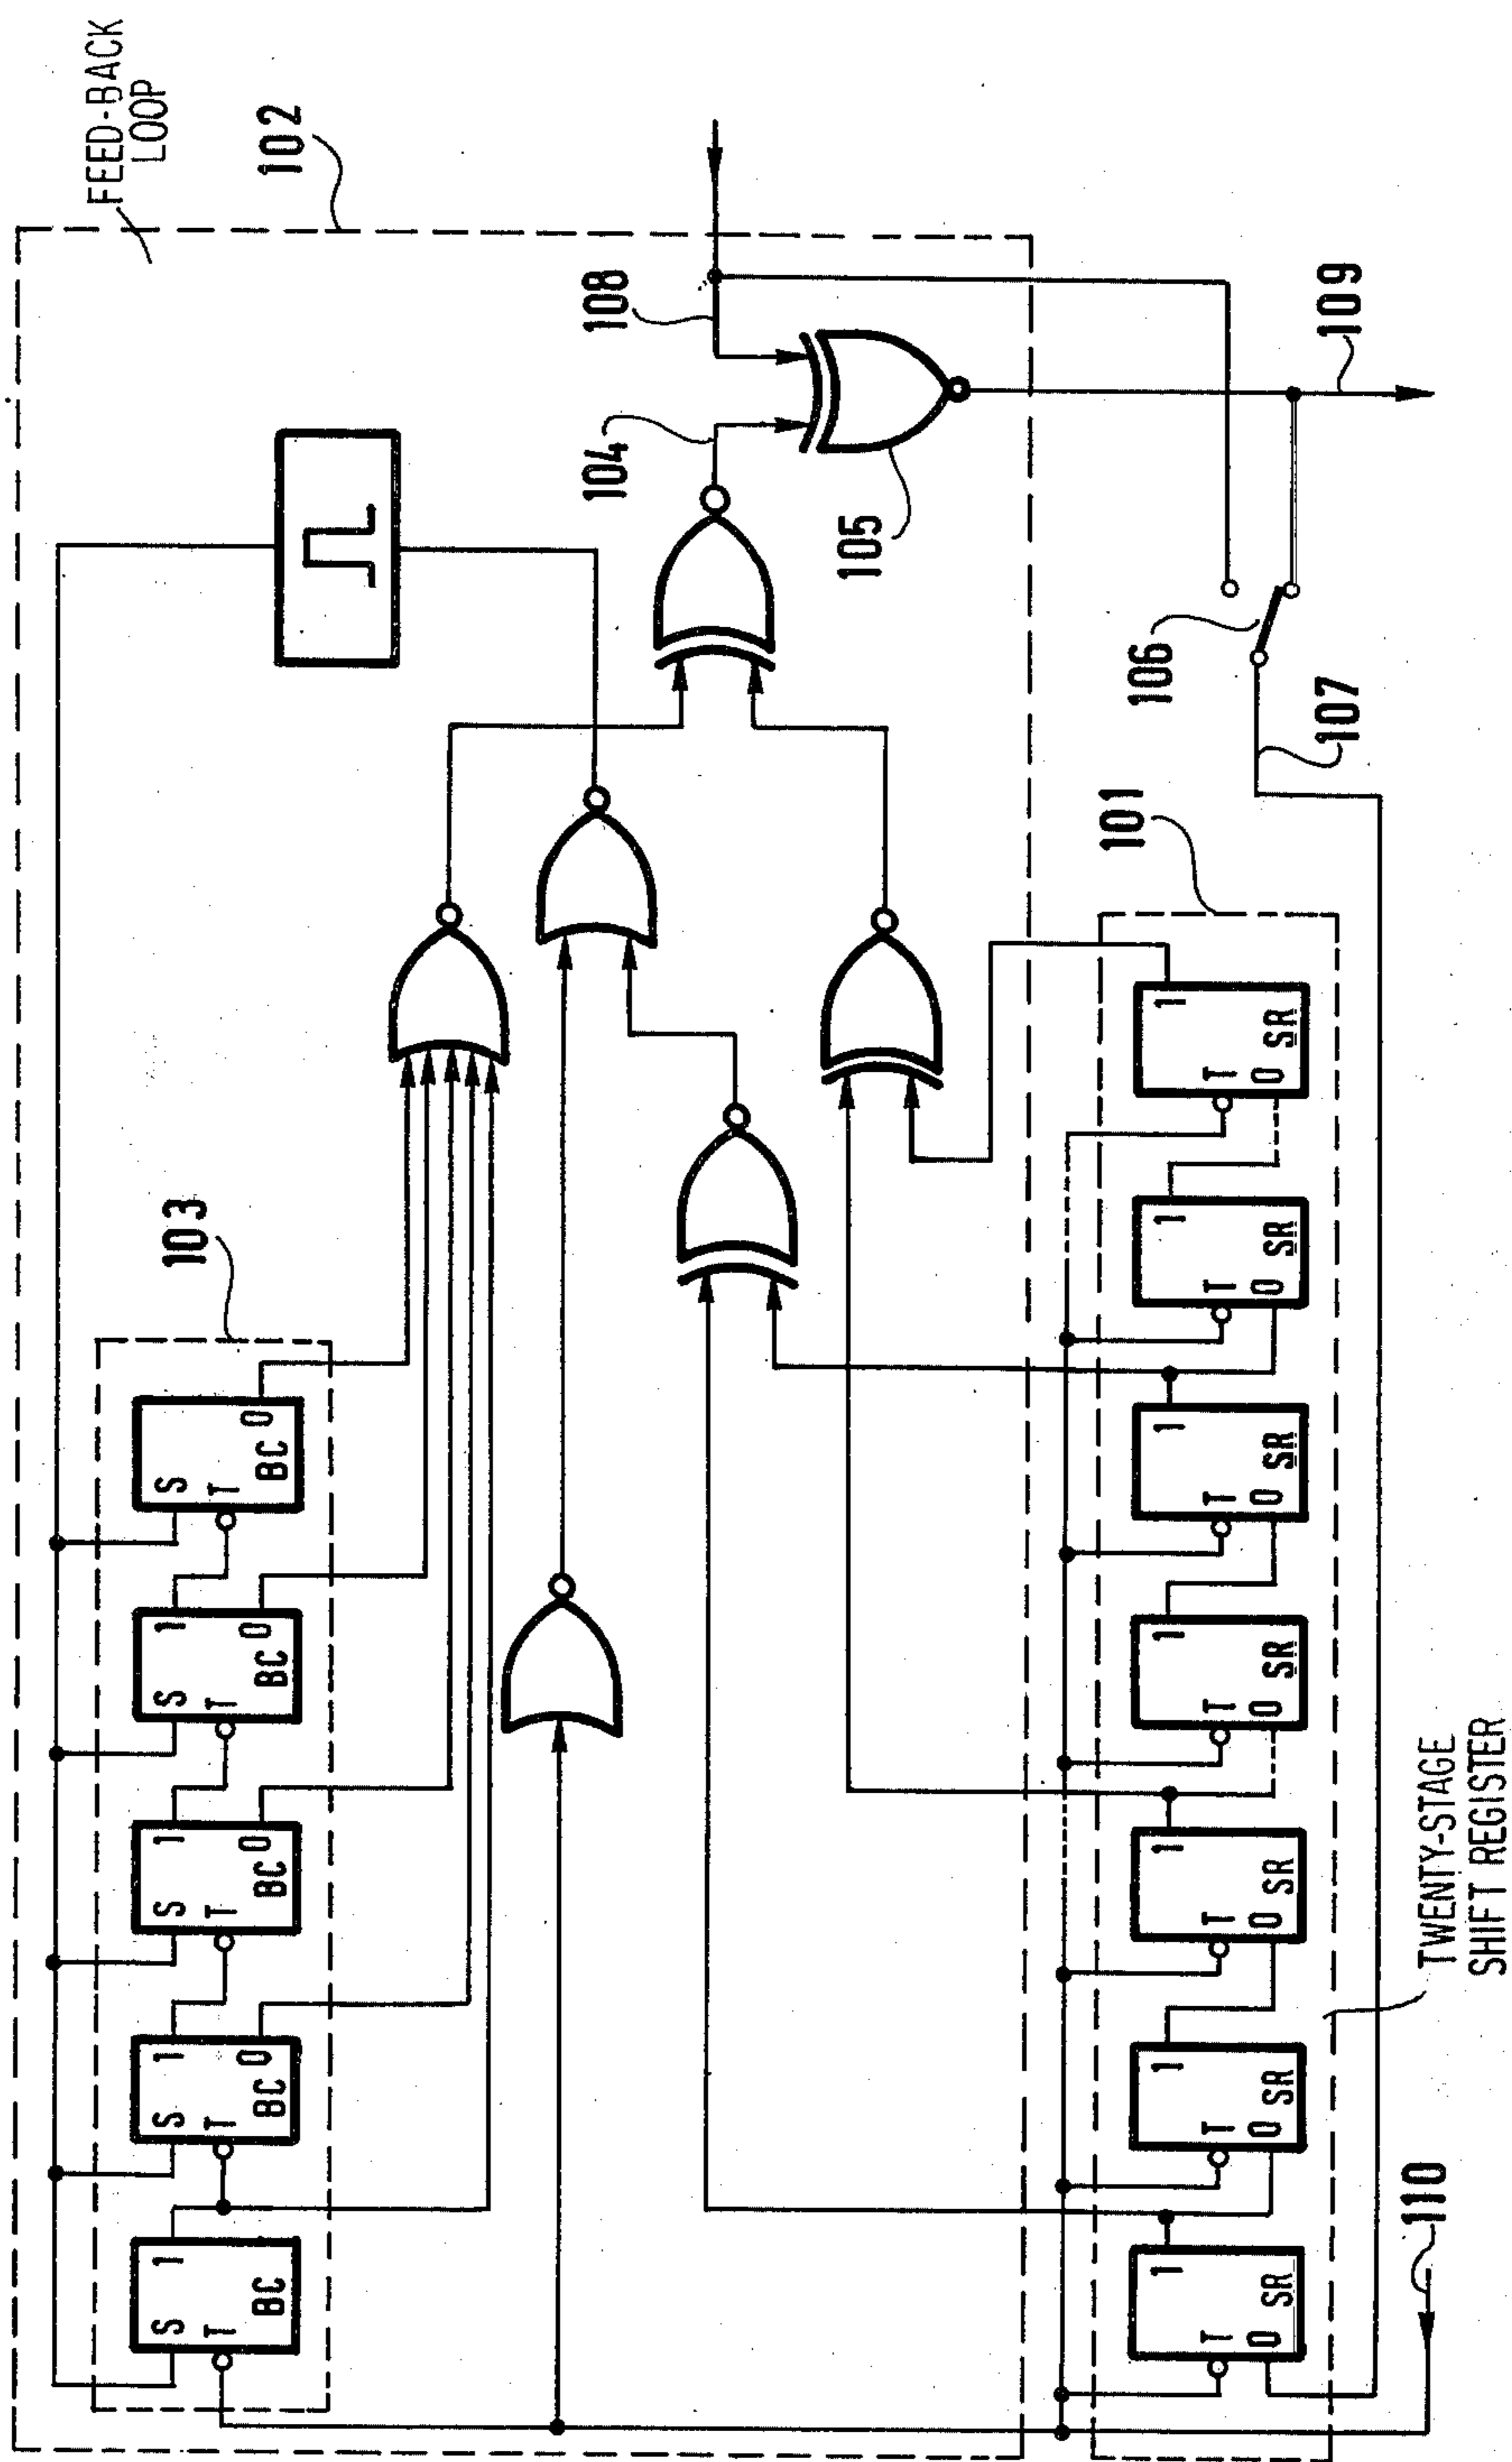 FEED-BACK
LOOP
102
103
S 1 S 1 S 1 S 1 S
T T T T T
BC BC 0 BC 0 BC 0 BC 0
104
108
105
101
106
1 1 1 1 1 1 1
T T T T T T T
0 SR 0 SR 0 SR 0 SR 0 SR 0 SR 0 SR
107
109
110
TWENTY-STAGE
SHIFT REGISTER